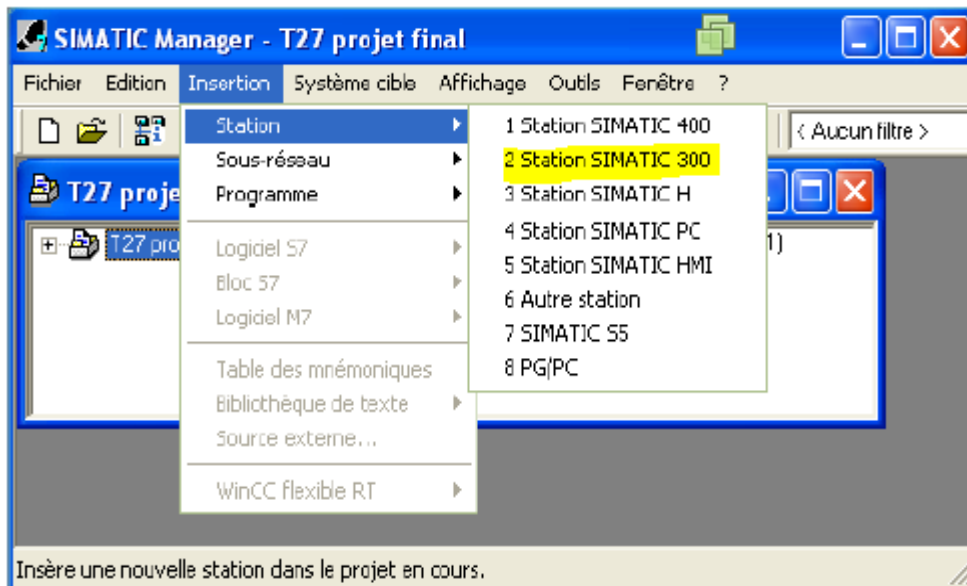 SIMATIC Manager - T27 projet final
Fichier Edition Insertion Système cible Affichage Outils Fenêtre ?
< Aucun filtre >
Station
Sous-réseau
Programme
Logiciel S7
Bloc S7
Logiciel M7
Table des mnémoniques
Bibliothèque de texte
Source externe...
WinCC flexible RT
1 Station SIMATIC 400
2 Station SIMATIC 300
3 Station SIMATIC H
4 Station SIMATIC PC
5 Station SIMATIC HMI
6 Autre station
7 SIMATIC S5
8 PG/PC
T27 proje
T27 pro
1)
Insère une nouvelle station dans le projet en cours.